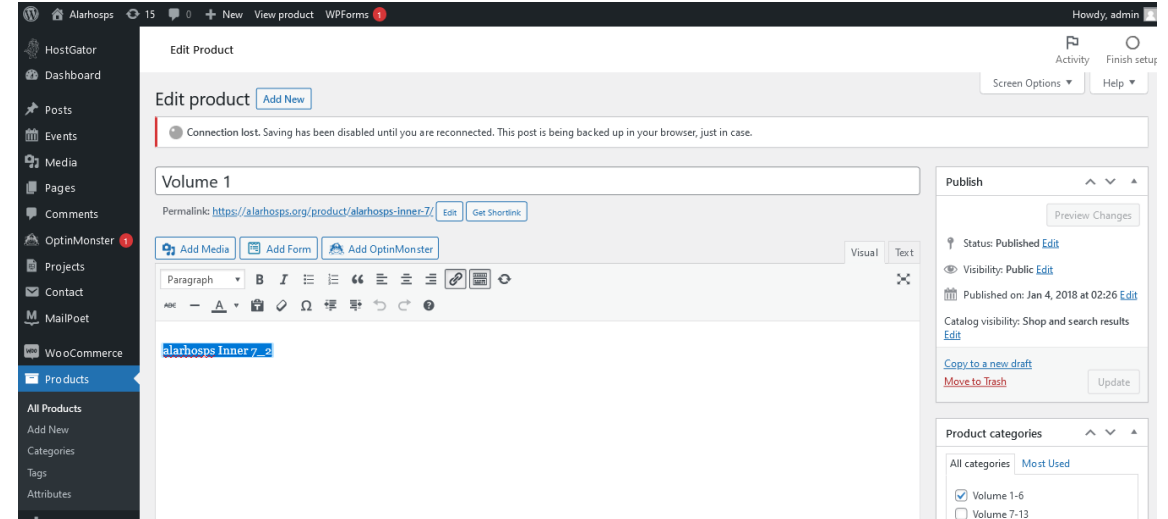 Alarhosps 15 0 + New View product WPForms 1 Howdy, admin
HostGator
Dashboard
Posts
Events
Media
Pages
Comments
OptinMonster 1
Projects
Contact
MailPoet
WooCommerce
Products
All Products
Add New
Categories
Tags
Attributes
Edit Product
Activity Finish setup
Screen Options ▼ Help ▼
Edit product Add New
Connection lost. Saving has been disabled until you are reconnected. This post is being backed up in your browser, just in case.
Volume 1
Permalink: https://alarhosps.org/product/alarhosps-inner-7/ Edit Get Shortlink
Add Media Add Form Add OptinMonster
Visual Text
Paragraph B I
ABC A Ω
alarhosps Inner 7_2
Publish
Preview Changes
Status: Published Edit
Visibility: Public Edit
Published on: Jan 4, 2018 at 02:26 Edit
Catalog visibility: Shop and search results
Edit
Copy to a new draft
Move to Trash Update
Product categories
All categories Most Used
Volume 1-6
Volume 7-13